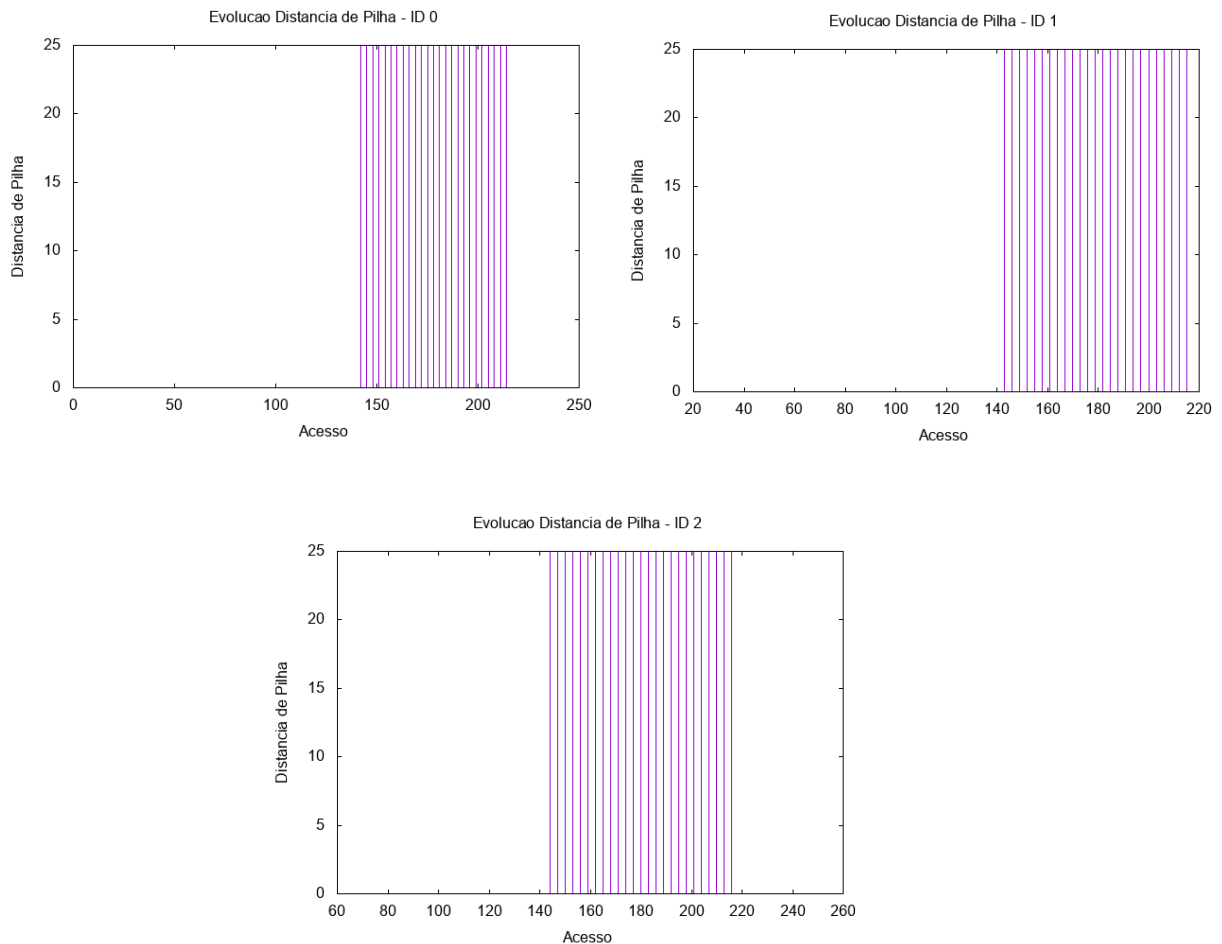 Evolucao Distancia de Pilha - ID 0
25
20
15
10
5
0
Distancia de Pilha
0 50 100 150 200 250
Acesso
Evolucao Distancia de Pilha - ID 1
25
20
15
10
5
0
Distancia de Pilha
20 40 60 80 100 120 140 160 180 200 220
Acesso
Evolucao Distancia de Pilha - ID 2
25
20
15
10
5
0
Distancia de Pilha
60 80 100 120 140 160 180 200 220 240 260
Acesso